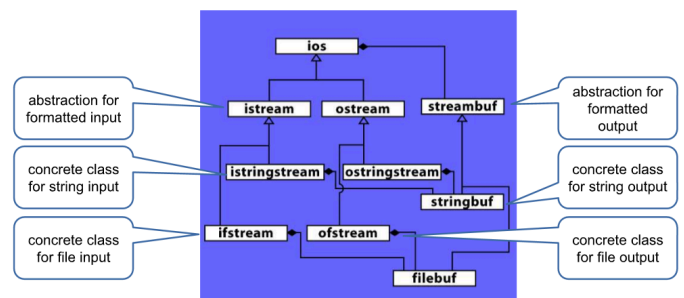 ios
abstraction for
formatted input
istream
ostream
streambuf
abstraction for
formatted
output
concrete class
for string input
istringstream
ostringstream
stringbuf
concrete class
for string output
concrete class
for file input
ifstream
ofstream
filebuf
concrete class
for file output